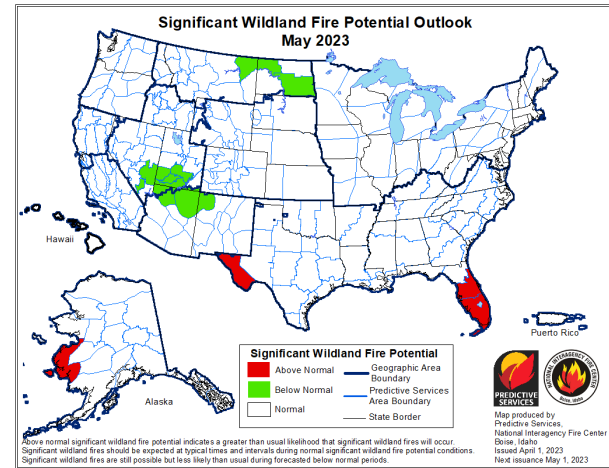 Significant Wildland Fire Potential Outlook
May 2023
Hawaii
Alaska
Puerto Rico
Significant Wildland Fire Potential
Above Normal
Below Normal
Normal
Geographic Area
Boundary
Predictive Services
Area Boundary
State Border
PREDICTIVE
SERVICES
NATIONAL INTERAGENCY FIRE CENTER
Boise, Idaho
Map produced by
Predictive Services,
National Interagency Fire Center
Boise, Idaho
Issued April 1, 2023
Next issuance May 1, 2023
Above normal significant wildland fire potential indicates a greater than usual likelihood that significant wildland fires will occur.
Significant wildland fires should be expected at typical times and intervals during normal significant wildland fire potential conditions.
Significant wildland fires are still possible but less likely than usual during forecasted below normal periods.